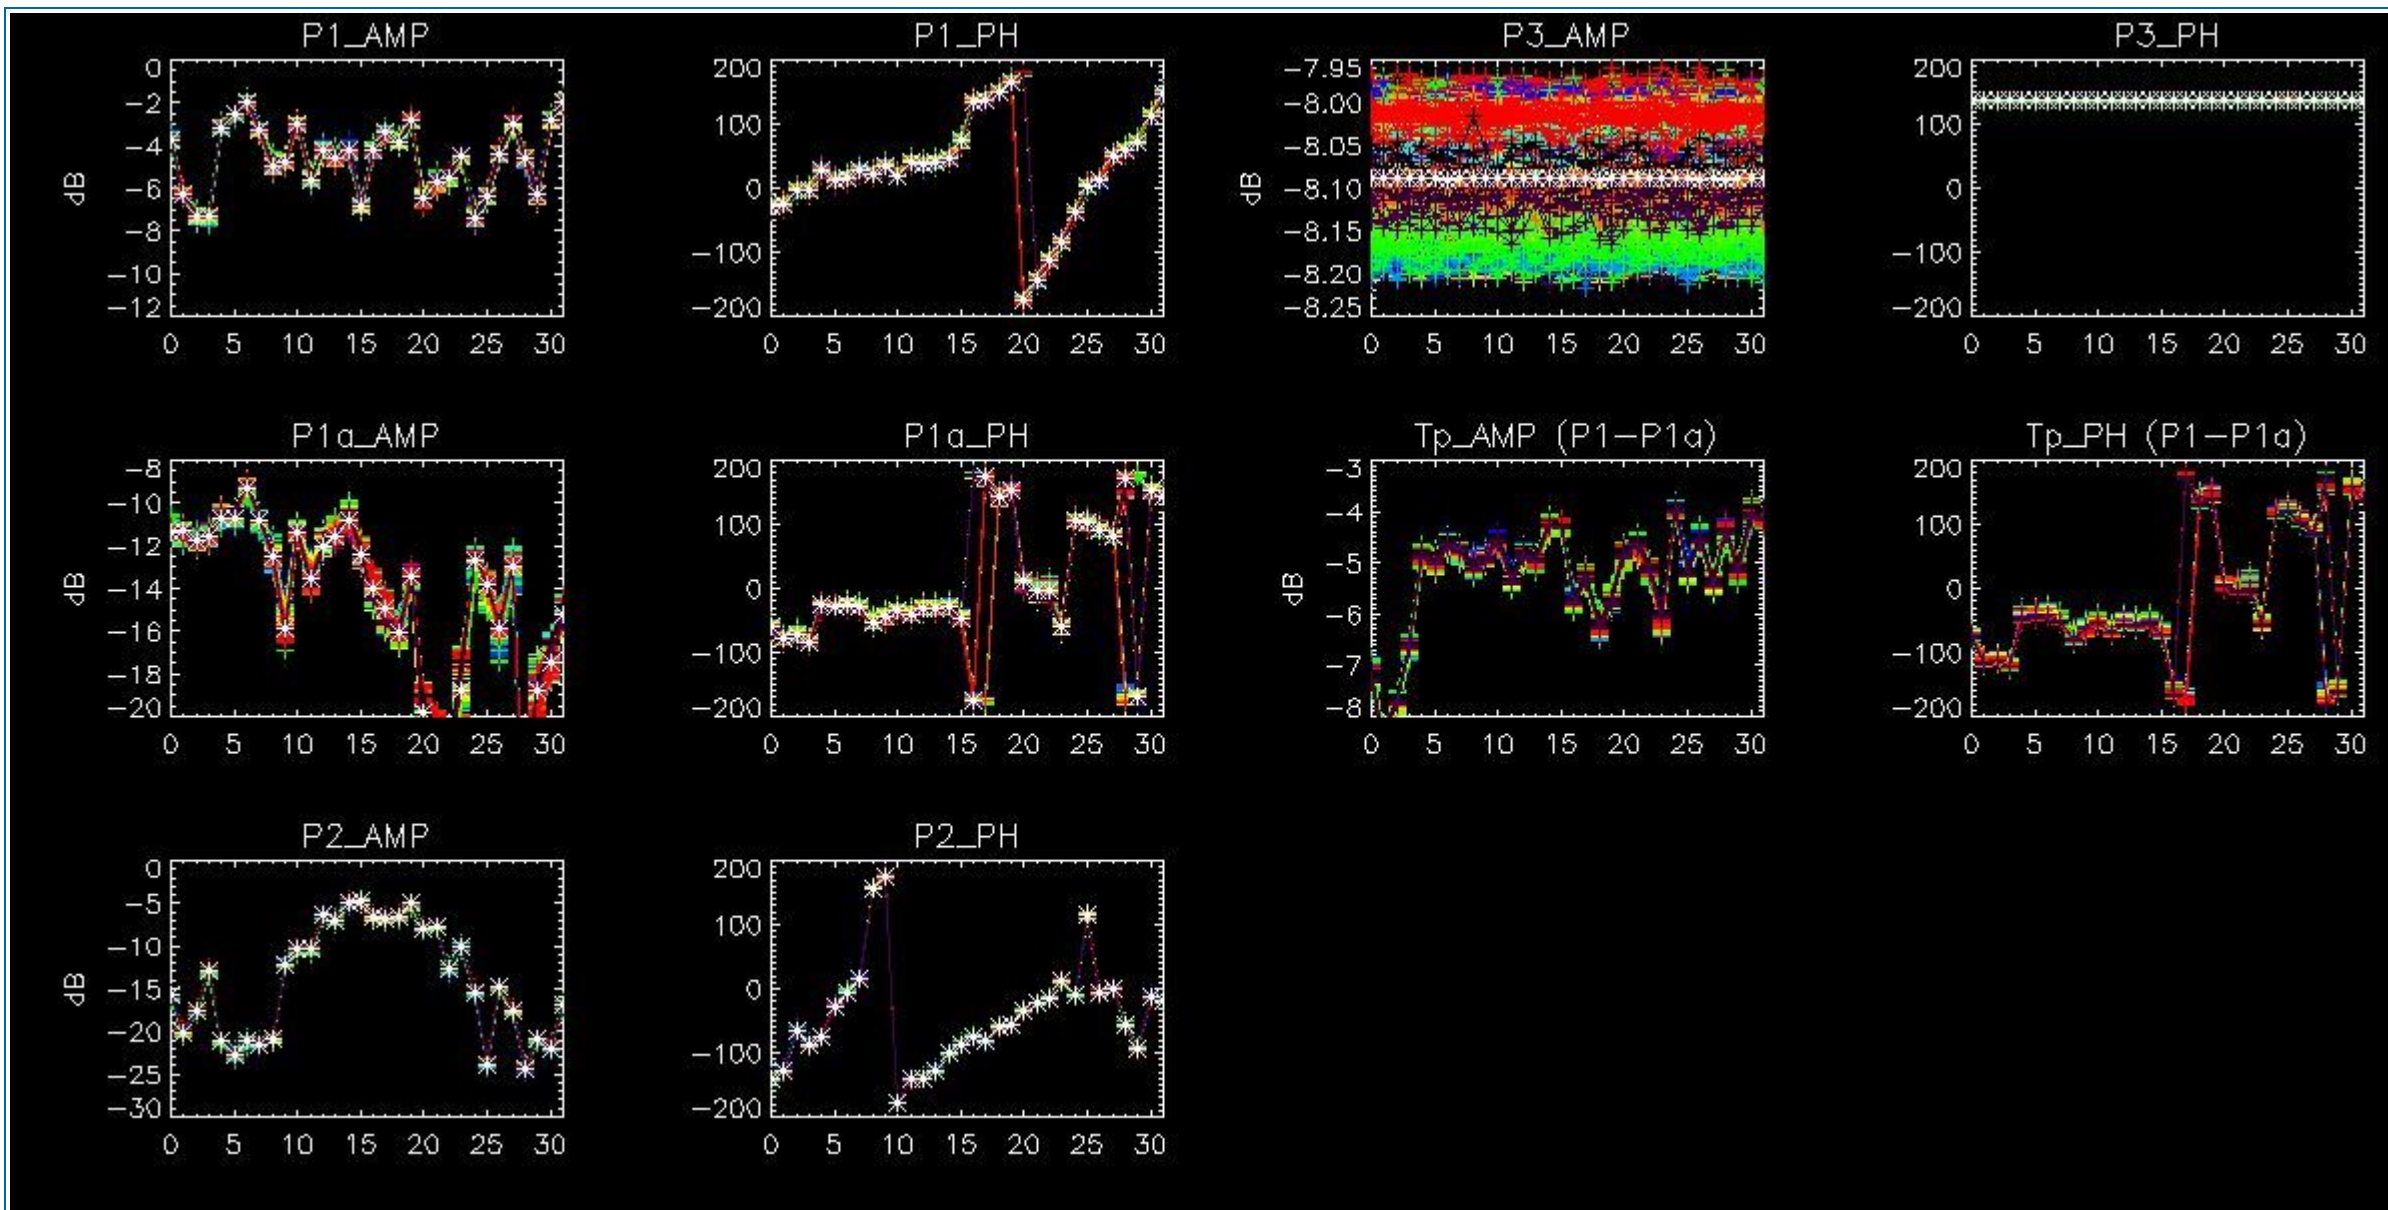 P1_AMP
0
−2
−4
−6
−8
−10
−12
dB
0 5 10 15 20 25 30
P1_PH
200
100
0
−100
−200
0 5 10 15 20 25 30
P3_AMP
−7.95
−8.00
−8.05
−8.10
−8.15
−8.20
−8.25
dB
0 5 10 15 20 25 30
P3_PH
200
100
0
−100
−200
0 5 10 15 20 25 30
P1a_AMP
−8
−10
−12
−14
−16
−18
−20
dB
0 5 10 15 20 25 30
P1a_PH
200
100
0
−100
−200
0 5 10 15 20 25 30
Tp_AMP (P1−P1a)
−3
−4
−5
−6
−7
−8
dB
0 5 10 15 20 25 30
Tp_PH (P1−P1a)
200
100
0
−100
−200
0 5 10 15 20 25 30
P2_AMP
0
−5
−10
−15
−20
−25
−30
dB
0 5 10 15 20 25 30
P2_PH
200
100
0
−100
−200
0 5 10 15 20 25 30